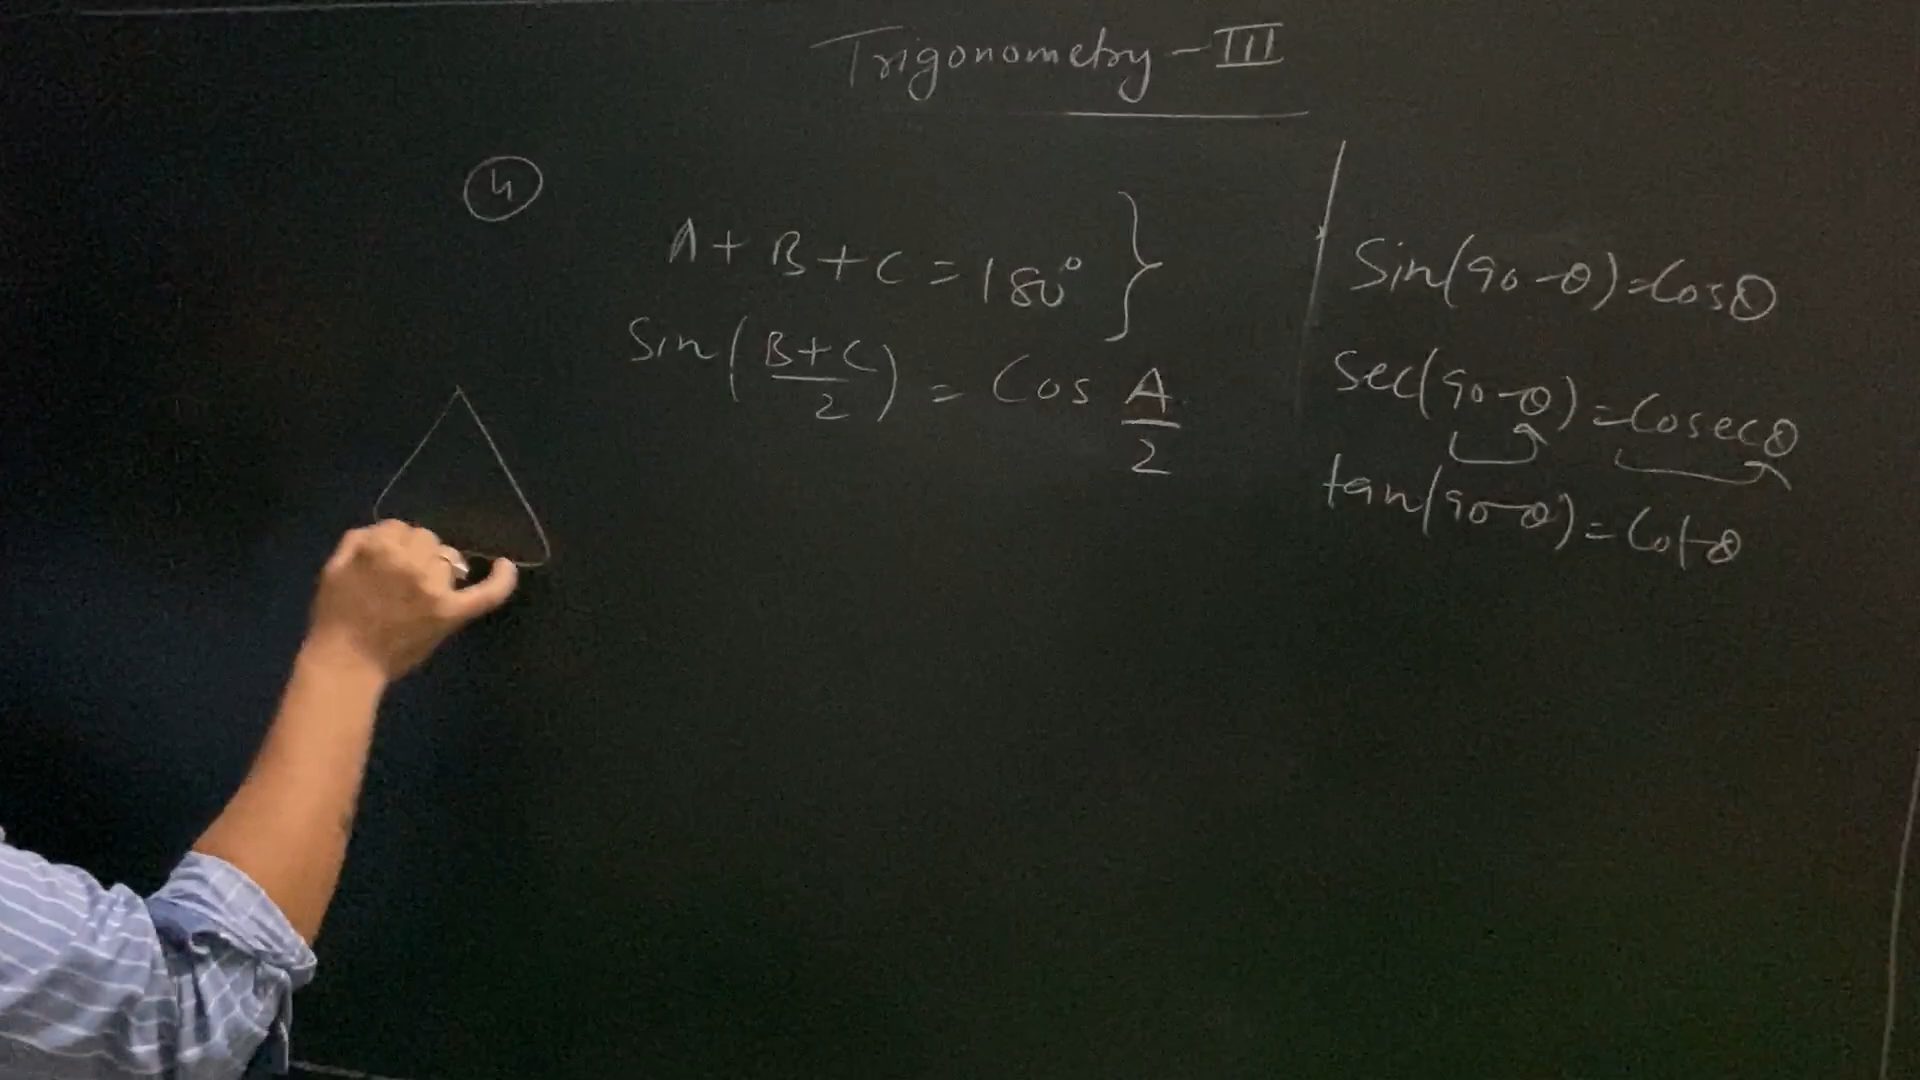 Trigonometry - III
4
A + B + C = 180° }
Sin(B+C/2) = Cos A/2
Sin(90-θ)=Cosθ
Sec(90-θ)=Cosecθ
tan(90-θ)=Cotθ